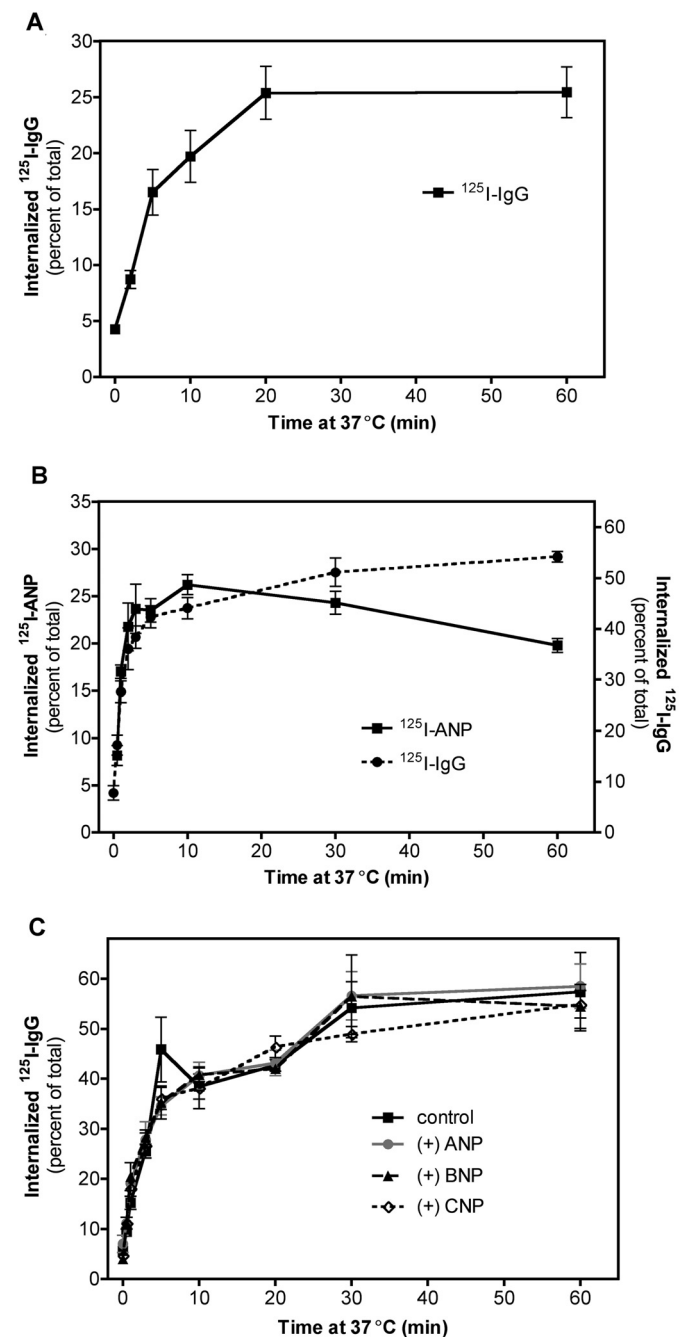 A
30
25
20
15
10
5
0
Internalized ¹²⁵I-IgG
(percent of total)
¹²⁵I-IgG
0 10 20 30 40 50 60
Time at 37 °C (min)
B
35
30
25
20
15
10
5
0
Internalized ¹²⁵I-ANP
(percent of total)
60
50
40
30
20
10
0
Internalized ¹²⁵I-IgG
(percent of total)
¹²⁵I-ANP
¹²⁵I-IgG
0 10 20 30 40 50 60
Time at 37 °C (min)
C
60
50
40
30
20
10
0
Internalized ¹²⁵I-IgG
(percent of total)
control
(+) ANP
(+) BNP
(+) CNP
0 10 20 30 40 50 60
Time at 37 °C (min)